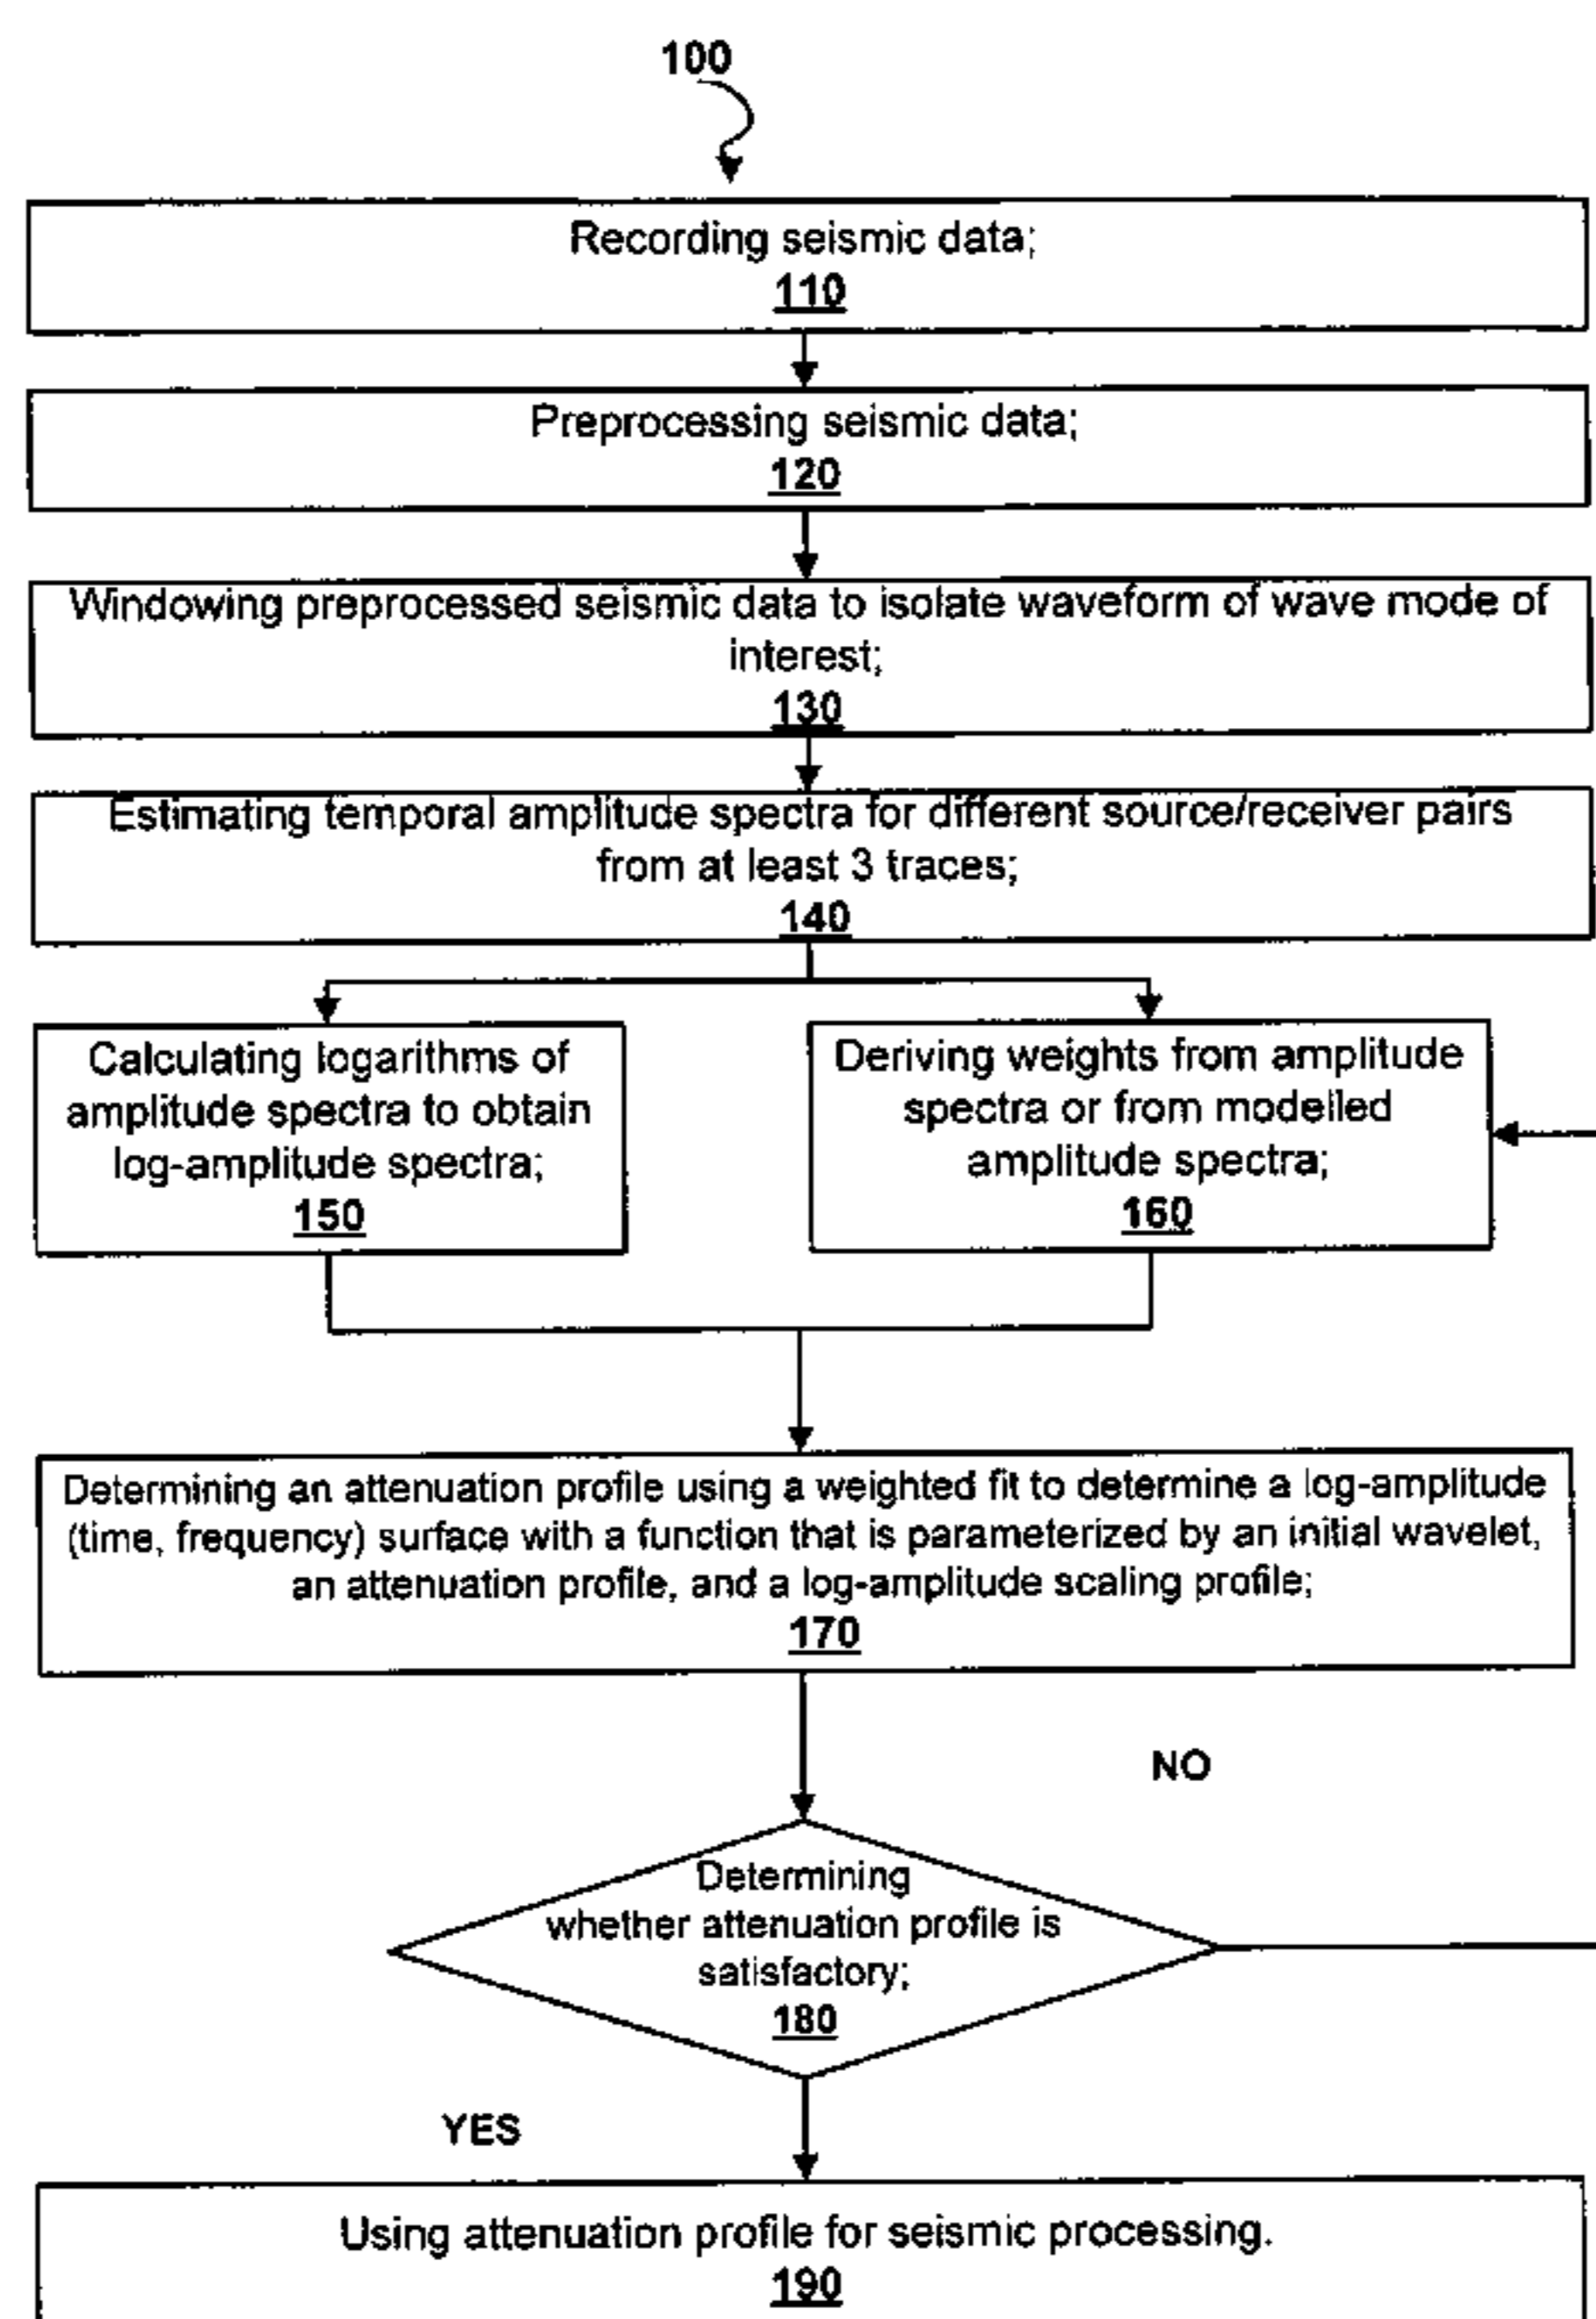 100
Recording seismic data;
110
Preprocessing seismic data;
120
Windowing preprocessed seismic data to isolate waveform of wave mode of
interest;
130
Estimating temporal amplitude spectra for different source/receiver pairs
from at least 3 traces;
140
Calculating logarithms of
amplitude spectra to obtain
log-amplitude spectra;
150
Deriving weights from amplitude
spectra or from modelled
amplitude spectra;
160
Determining an attenuation profile using a weighted fit to determine a log-amplitude
(time, frequency) surface with a function that is parameterized by an initial wavelet,
an attenuation profile, and a log-amplitude scaling profile;
170
NO
Determining
whether attenuation profile is
satisfactory;
180
YES
Using attenuation profile for seismic processing.
190